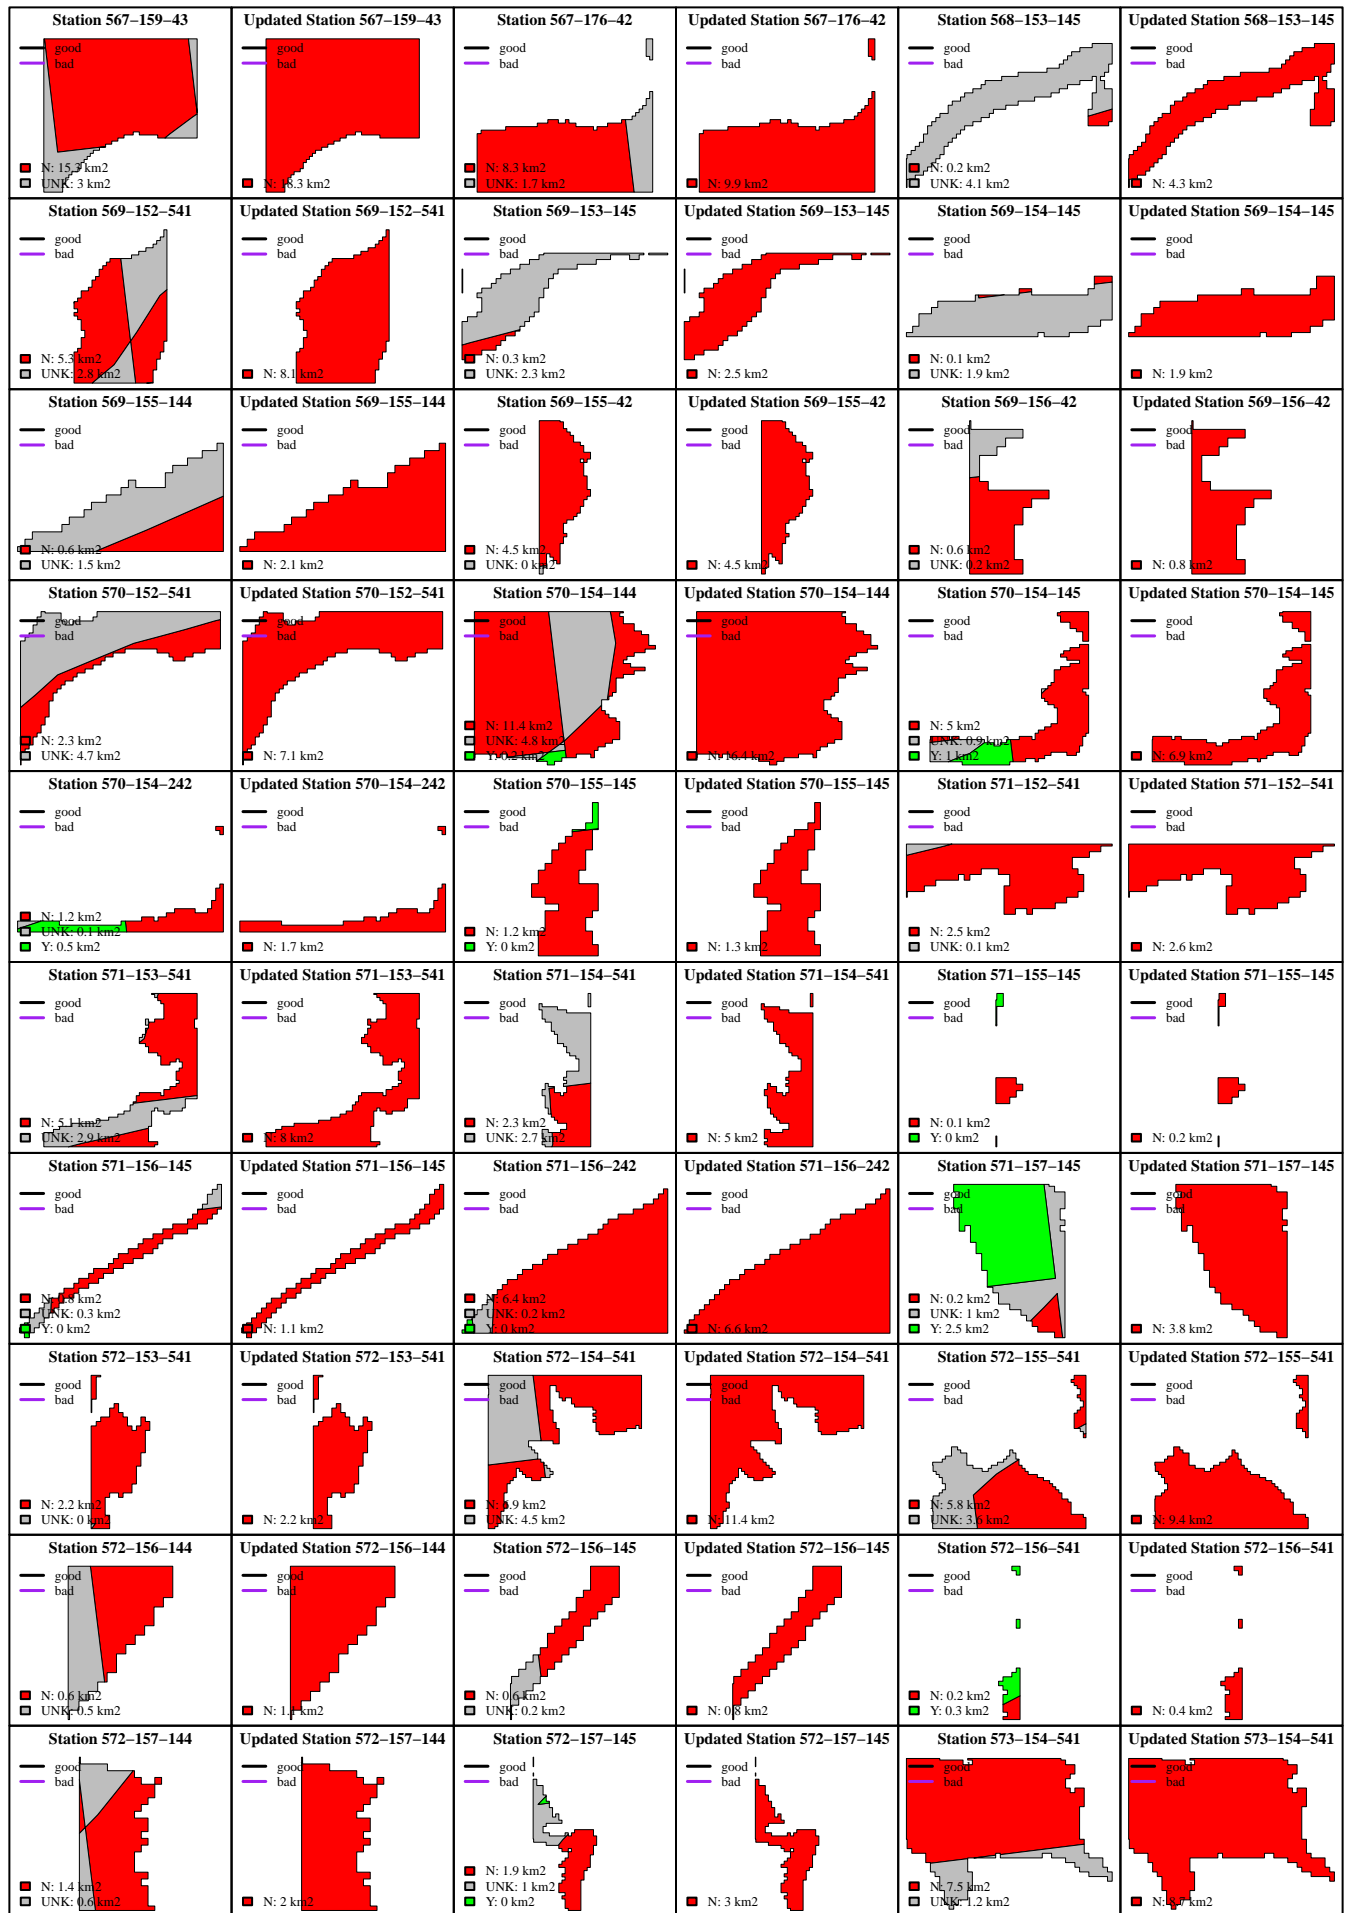 Station 567−159−43
good
bad
N: 15.3 km2
UNK: 3 km2
Updated Station 567−159−43
good
bad
N: 18.3 km2
Station 567−176−42
good
bad
N: 8.3 km2
UNK: 1.7 km2
Updated Station 567−176−42
good
bad
N: 9.9 km2
Station 568−153−145
good
bad
N: 0.2 km2
UNK: 4.1 km2
Updated Station 568−153−145
good
bad
N: 4.3 km2
Station 569−152−541
good
bad
N: 5.3 km2
UNK: 2.8 km2
Updated Station 569−152−541
good
bad
N: 8.1 km2
Station 569−153−145
good
bad
N: 0.3 km2
UNK: 2.3 km2
Updated Station 569−153−145
good
bad
N: 2.5 km2
Station 569−154−145
good
bad
N: 0.1 km2
UNK: 1.9 km2
Updated Station 569−154−145
good
bad
N: 1.9 km2
Station 569−155−144
good
bad
N: 0.6 km2
UNK: 1.5 km2
Updated Station 569−155−144
good
bad
N: 2.1 km2
Station 569−155−42
good
bad
N: 4.5 km2
UNK: 0 km2
Updated Station 569−155−42
good
bad
N: 4.5 km2
Station 569−156−42
good
bad
N: 0.6 km2
UNK: 0.2 km2
Updated Station 569−156−42
good
bad
N: 0.8 km2
Station 570−152−541
good
bad
N: 2.3 km2
UNK: 4.7 km2
Updated Station 570−152−541
good
bad
N: 7.1 km2
Station 570−154−144
good
bad
N: 11.4 km2
UNK: 4.8 km2
Y: 0.2 km2
Updated Station 570−154−144
good
bad
N: 16.4 km2
Station 570−154−145
good
bad
N: 5 km2
UNK: 0.9 km2
Y: 1 km2
Updated Station 570−154−145
good
bad
N: 6.9 km2
Station 570−154−242
good
bad
N: 1.2 km2
UNK: 0.1 km2
Y: 0.5 km2
Updated Station 570−154−242
good
bad
N: 1.7 km2
Station 570−155−145
good
bad
N: 1.2 km2
Y: 0 km2
Updated Station 570−155−145
good
bad
N: 1.3 km2
Station 571−152−541
good
bad
N: 2.5 km2
UNK: 0.1 km2
Updated Station 571−152−541
good
bad
N: 2.6 km2
Station 571−153−541
good
bad
N: 5.1 km2
UNK: 2.9 km2
Updated Station 571−153−541
good
bad
N: 8 km2
Station 571−154−541
good
bad
N: 2.3 km2
UNK: 2.7 km2
Updated Station 571−154−541
good
bad
N: 5 km2
Station 571−155−145
good
bad
N: 0.1 km2
Y: 0 km2
Updated Station 571−155−145
good
bad
N: 0.2 km2
Station 571−156−145
good
bad
N: 0.8 km2
UNK: 0.3 km2
Y: 0 km2
Updated Station 571−156−145
good
bad
N: 1.1 km2
Station 571−156−242
good
bad
N: 6.4 km2
UNK: 0.2 km2
Y: 0 km2
Updated Station 571−156−242
good
bad
N: 6.6 km2
Station 571−157−145
good
bad
N: 0.2 km2
UNK: 1 km2
Y: 2.5 km2
Updated Station 571−157−145
good
bad
N: 3.8 km2
Station 572−153−541
good
bad
N: 2.2 km2
UNK: 0 km2
Updated Station 572−153−541
good
bad
N: 2.2 km2
Station 572−154−541
good
bad
N: 6.9 km2
UNK: 4.5 km2
Updated Station 572−154−541
good
bad
N: 11.4 km2
Station 572−155−541
good
bad
N: 5.8 km2
UNK: 3.6 km2
Updated Station 572−155−541
good
bad
N: 9.4 km2
Station 572−156−144
good
bad
N: 0.6 km2
UNK: 0.5 km2
Updated Station 572−156−144
good
bad
N: 1.1 km2
Station 572−156−145
good
bad
N: 0.6 km2
UNK: 0.2 km2
Updated Station 572−156−145
good
bad
N: 0.8 km2
Station 572−156−541
good
bad
N: 0.2 km2
Y: 0.3 km2
Updated Station 572−156−541
good
bad
N: 0.4 km2
Station 572−157−144
good
bad
N: 1.4 km2
UNK: 0.6 km2
Updated Station 572−157−144
good
bad
N: 2 km2
Station 572−157−145
good
bad
N: 1.9 km2
UNK: 1 km2
Y: 0 km2
Updated Station 572−157−145
good
bad
N: 3 km2
Station 573−154−541
good
bad
N: 7.5 km2
UNK: 1.2 km2
Updated Station 573−154−541
good
bad
N: 8.7 km2